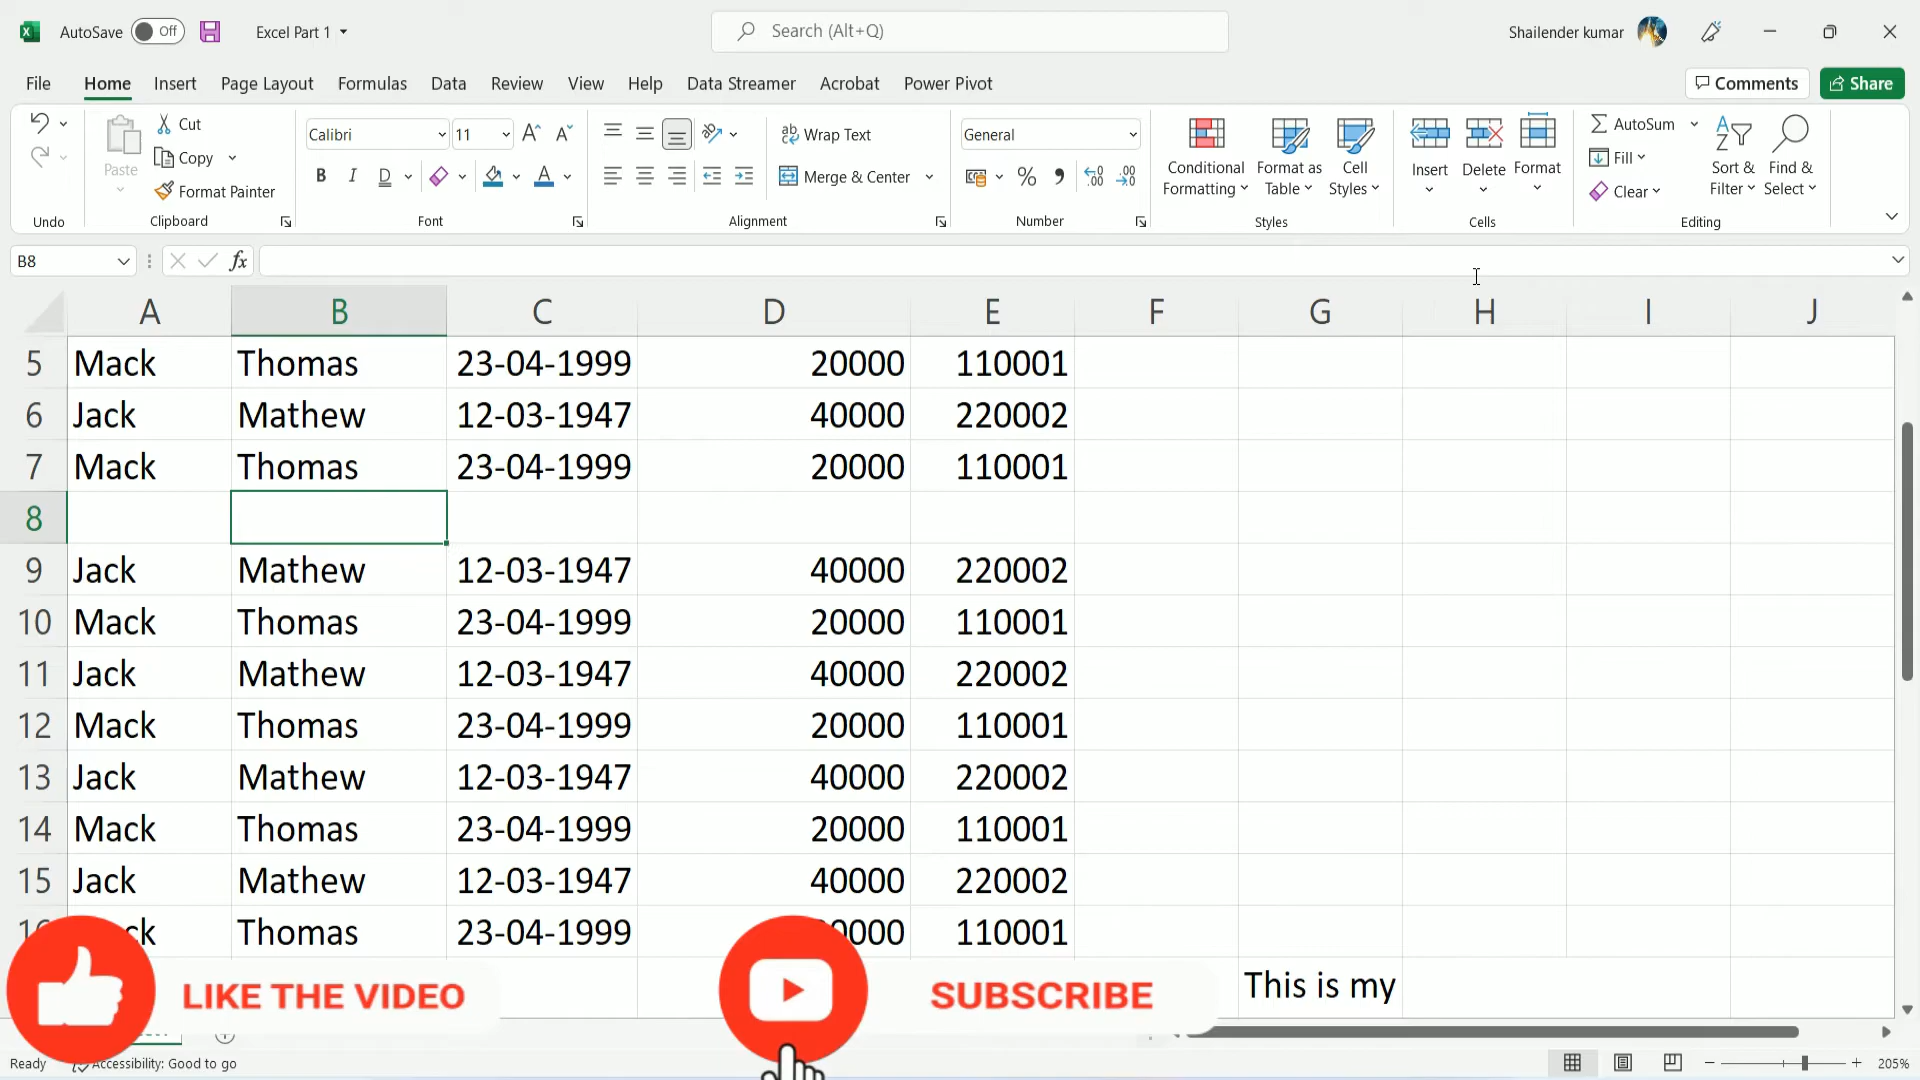 AutoSave Off Excel Part 1 Search (Alt+Q) Shailender kumar
File Home Insert Page Layout Formulas Data Review View Help Data Streamer Acrobat Power Pivot Comments Share
Cut Calibri 11 Wrap Text General AutoSum
Paste Copy Conditional Formatting Format as Table Cell Styles Insert Delete Format Fill Sort & Filter Find & Select
Format Painter B I D A Merge & Center % Clear
Undo Clipboard Font Alignment Number Styles Cells Editing
B8 fx
A B C D E F G H I J
5 Mack Thomas 23-04-1999 20000 110001
6 Jack Mathew 12-03-1947 40000 220002
7 Mack Thomas 23-04-1999 20000 110001
8
9 Jack Mathew 12-03-1947 40000 220002
10 Mack Thomas 23-04-1999 20000 110001
11 Jack Mathew 12-03-1947 40000 220002
12 Mack Thomas 23-04-1999 20000 110001
13 Jack Mathew 12-03-1947 40000 220002
14 Mack Thomas 23-04-1999 20000 110001
15 Jack Mathew 12-03-1947 40000 220002
Thomas 23-04-1999 110001
LIKE THE VIDEO SUBSCRIBE This is my
Ready Accessibility: Good to go 205%